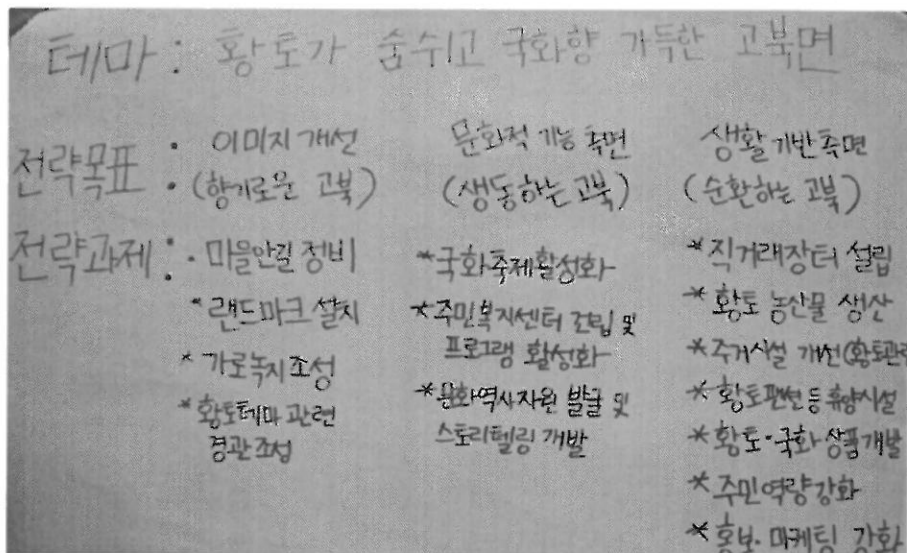 테마 : 황토가 숨쉬고 국화향 가득한 고북면
전략목표 :
이미지 개선
(향기로운 고북)
문화적 기능 측면
(생동하는 고북)
생활 기반측면
(순환하는 고북)
전략과제 :
· 마을안길 정비
* 랜드마크 설치
* 가로녹지 조성
* 황토테마 관련
경관조성
* 국화축제활성화
* 주민복지센터 건립 및
프로그램 활성화
* 문화역사자원 발굴 및
스토리텔링 개발
* 직거래장터 설립
* 황토 농산물 생산
* 주거시설 개선(황토관련
* 황토펜션 등 휴양시설
* 황토·국화 상품개발
* 주민역량강화
* 홍보·마케팅 강화